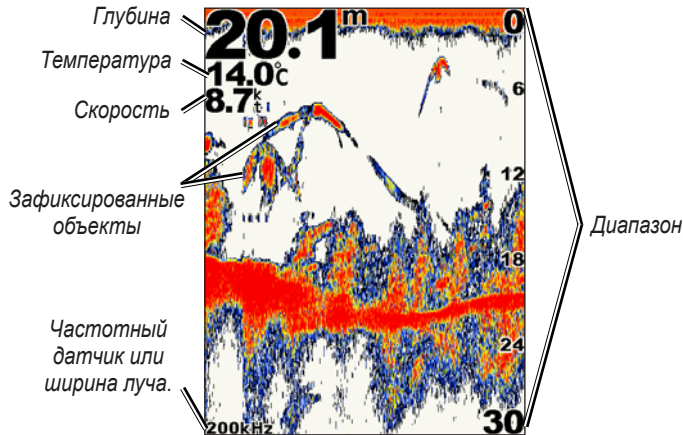 Глубина
20.1m
0
Температура
14.0°C
Скорость
8.7kt
6
12
Зафиксированные
объекты
Диапазон
18
Частотный
датчик или
ширина луча.
24
200kHz
30